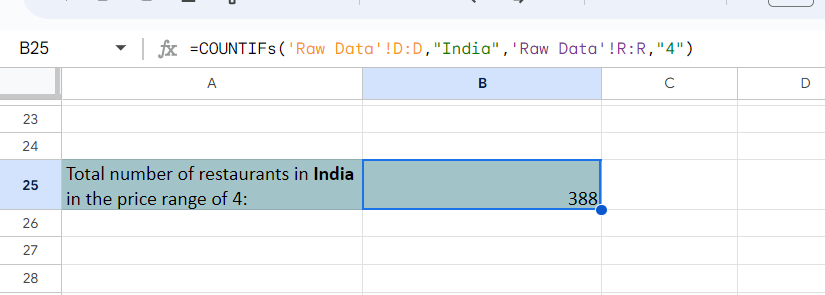 B25 fx =COUNTIFs('Raw Data'!D:D,"India",'Raw Data'!R:R,"4")
A B C D
23
24
25 Total number of restaurants in India
in the price range of 4: 388
26
27
28